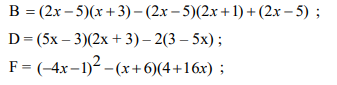 B = (2x – 5)(x + 3) – (2x – 5)(2x + 1) + (2x – 5) ;
D = (5x – 3)(2x + 3) – 2(3 – 5x) ;
F = (–4x–1)² – (x + 6)(4 + 16x) ;